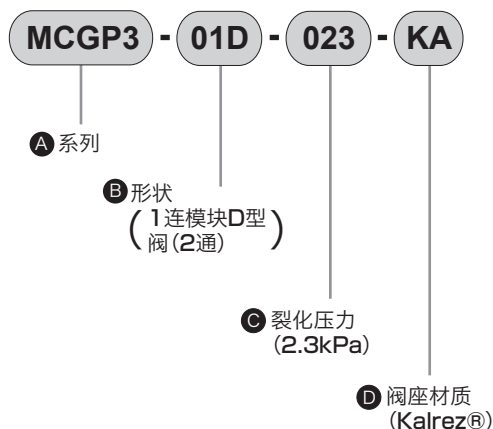 MCGP3 - 01D - 023 - KA
A 系列
B 形状
(1连模块D型
阀(2通))
C 裂化压力
(2.3kPa)
D 阀座材质
(Kalrez®)